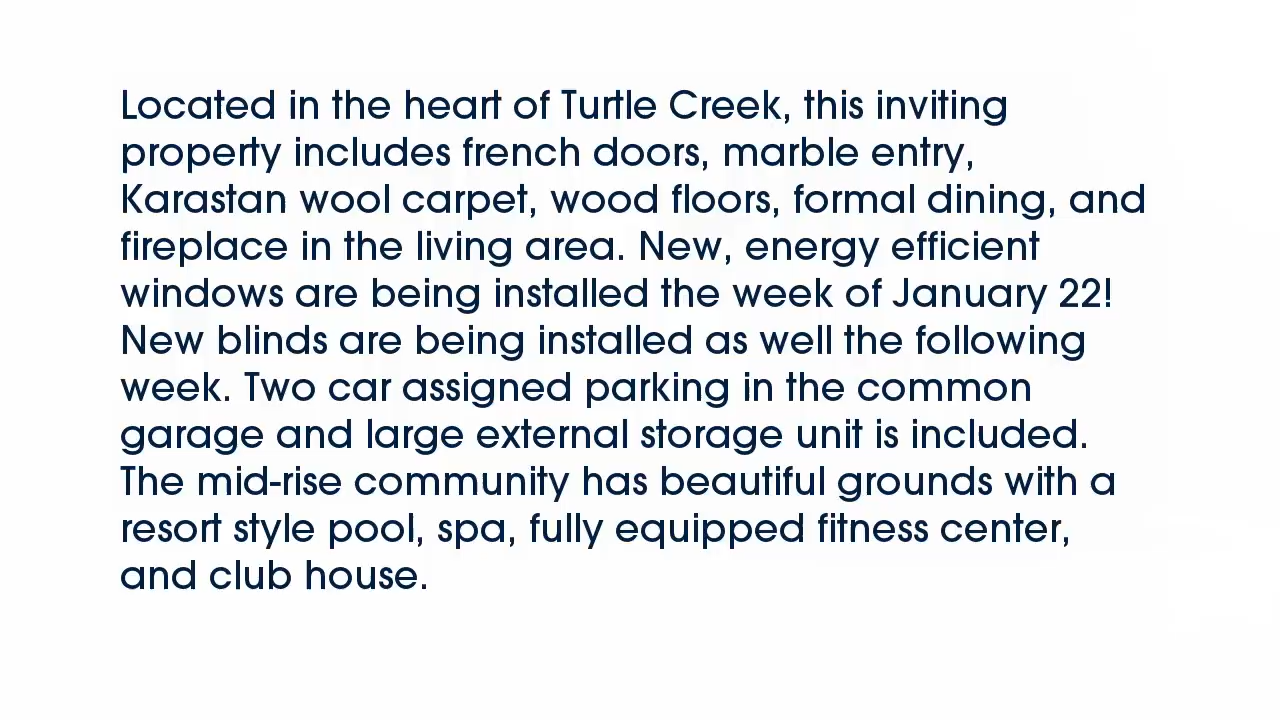 Located in the heart of Turtle Creek, this inviting
property includes french doors, marble entry,
Karastan wool carpet, wood floors, formal dining, and
fireplace in the living area. New, energy efficient
windows are being installed the week of January 22!
New blinds are being installed as well the following
week. Two car assigned parking in the common
garage and large external storage unit is included.
The mid-rise community has beautiful grounds with a
resort style pool, spa, fully equipped fitness center,
and club house.